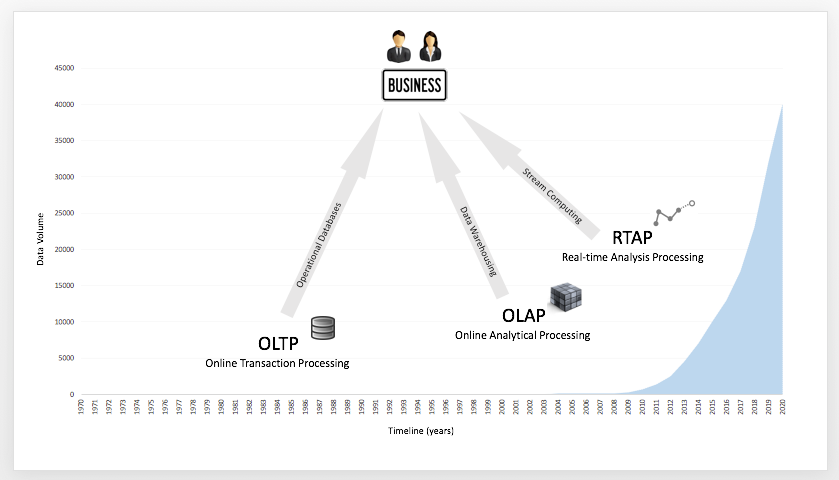 BUSINESS
45000
40000
35000
30000
25000
20000
15000
10000
5000
0
Data Volume
Operational Databases
Data Warehousing
Stream Computing
RTAP
Real-time Analysis Processing
OLAP
Online Analytical Processing
OLTP
Online Transaction Processing
1970 1971 1972 1973 1974 1975 1976 1977 1978 1979 1980 1981 1982 1983 1984 1985 1986 1987 1988 1989 1990 1991 1992 1993 1994 1995 1996 1997 1998 1999 2000 2001 2002 2003 2004 2005 2006 2007 2008 2009 2010 2011 2012 2013 2014 2015 2016 2017 2018 2019 2020
Timeline (years)